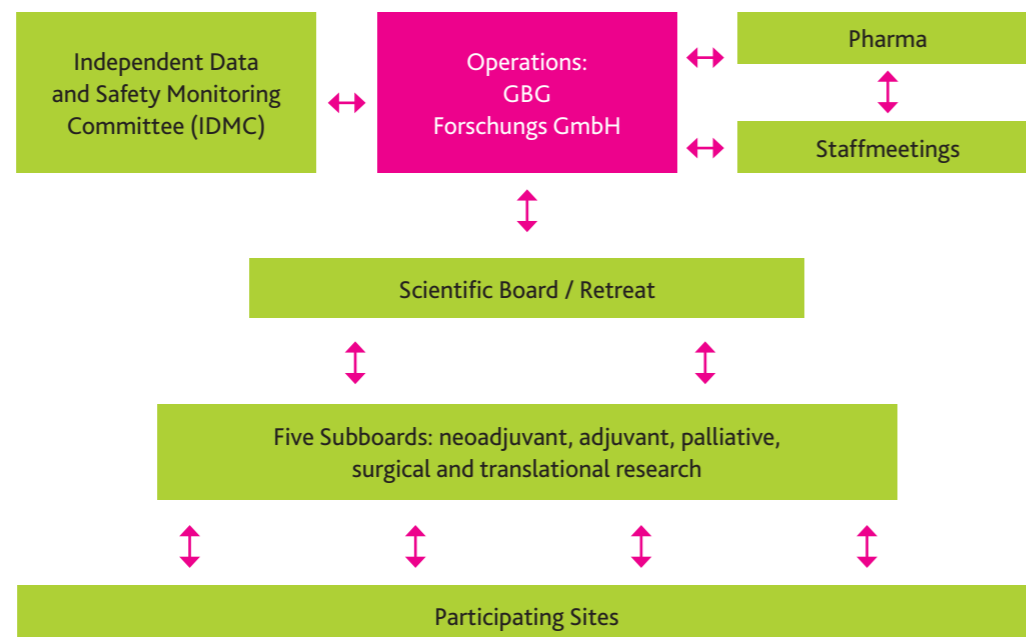 Independent Data
and Safety Monitoring
Committee (IDMC)
Operations:
GBG
Forschungs GmbH
Pharma
Staffmeetings
Scientific Board / Retreat
Five Subboards: neoadjuvant, adjuvant, palliative,
surgical and translational research
Participating Sites